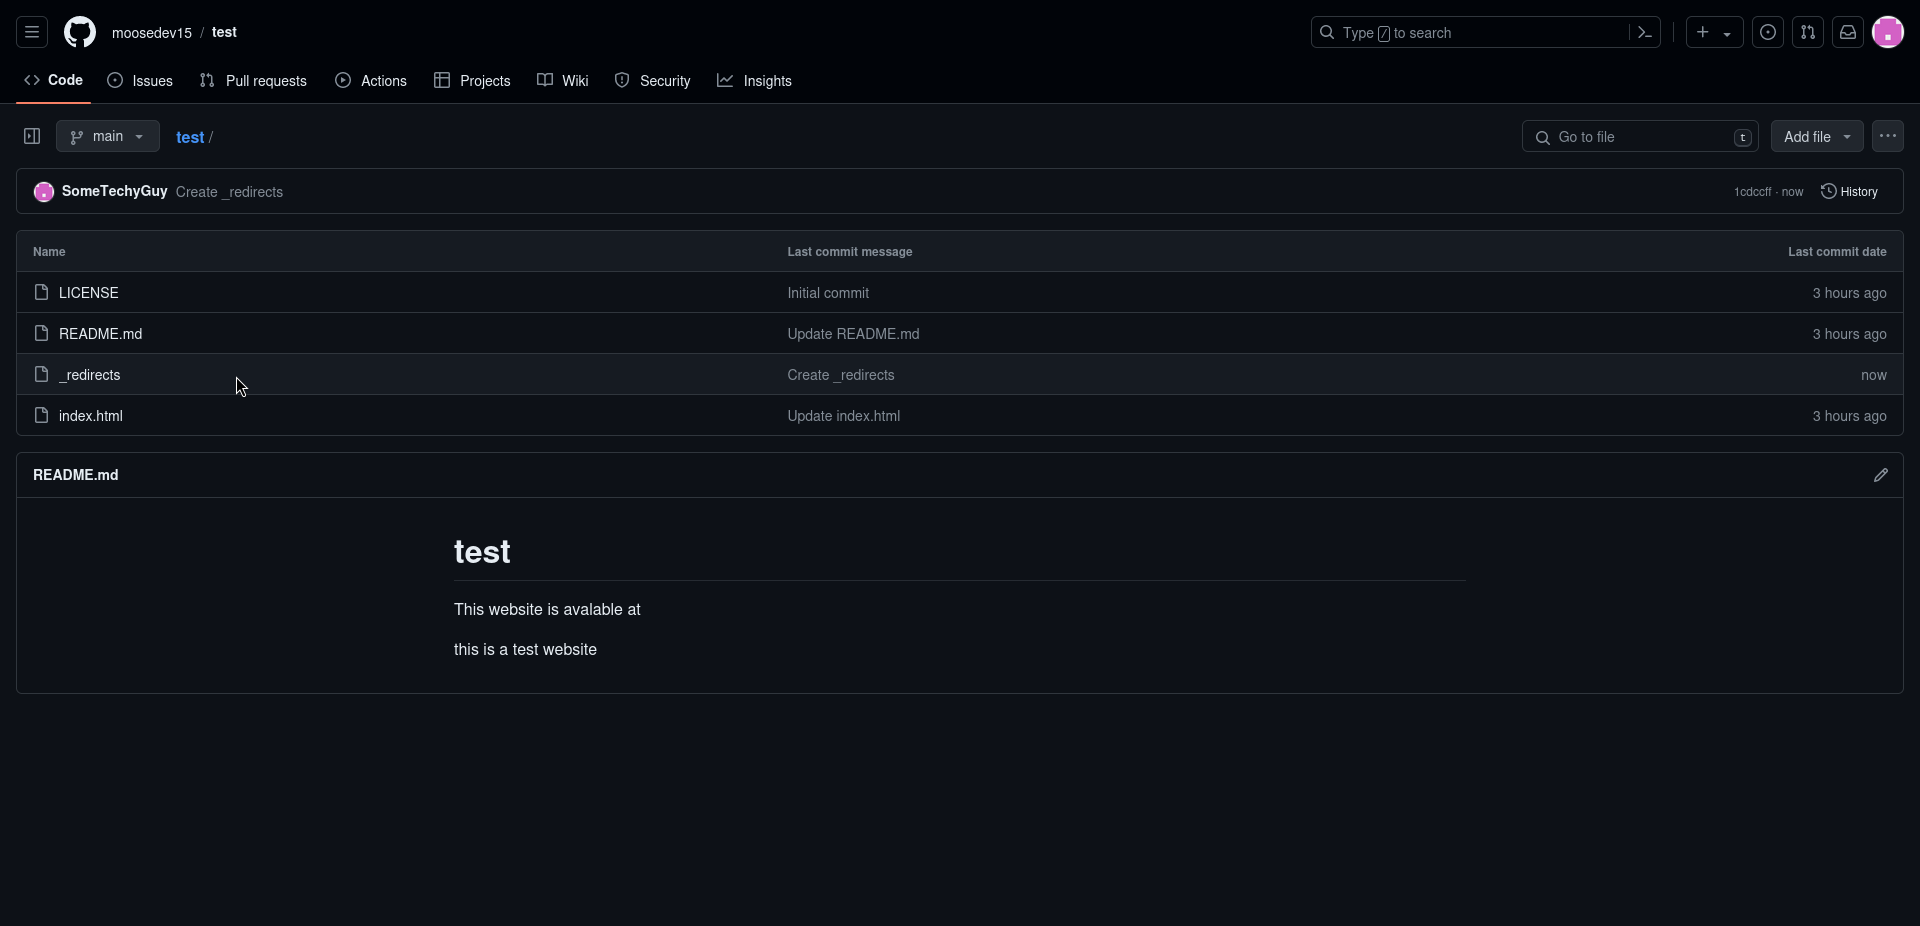 moosedev15 / test
Type / to search
Code Issues Pull requests Actions Projects Wiki Security Insights
main test / Go to file t Add file
SomeTechyGuy Create _redirects 1cdccff · now History
Name Last commit message Last commit date
LICENSE Initial commit 3 hours ago
README.md Update README.md 3 hours ago
_redirects Create _redirects now
index.html Update index.html 3 hours ago
README.md
test
This website is avalable at
this is a test website